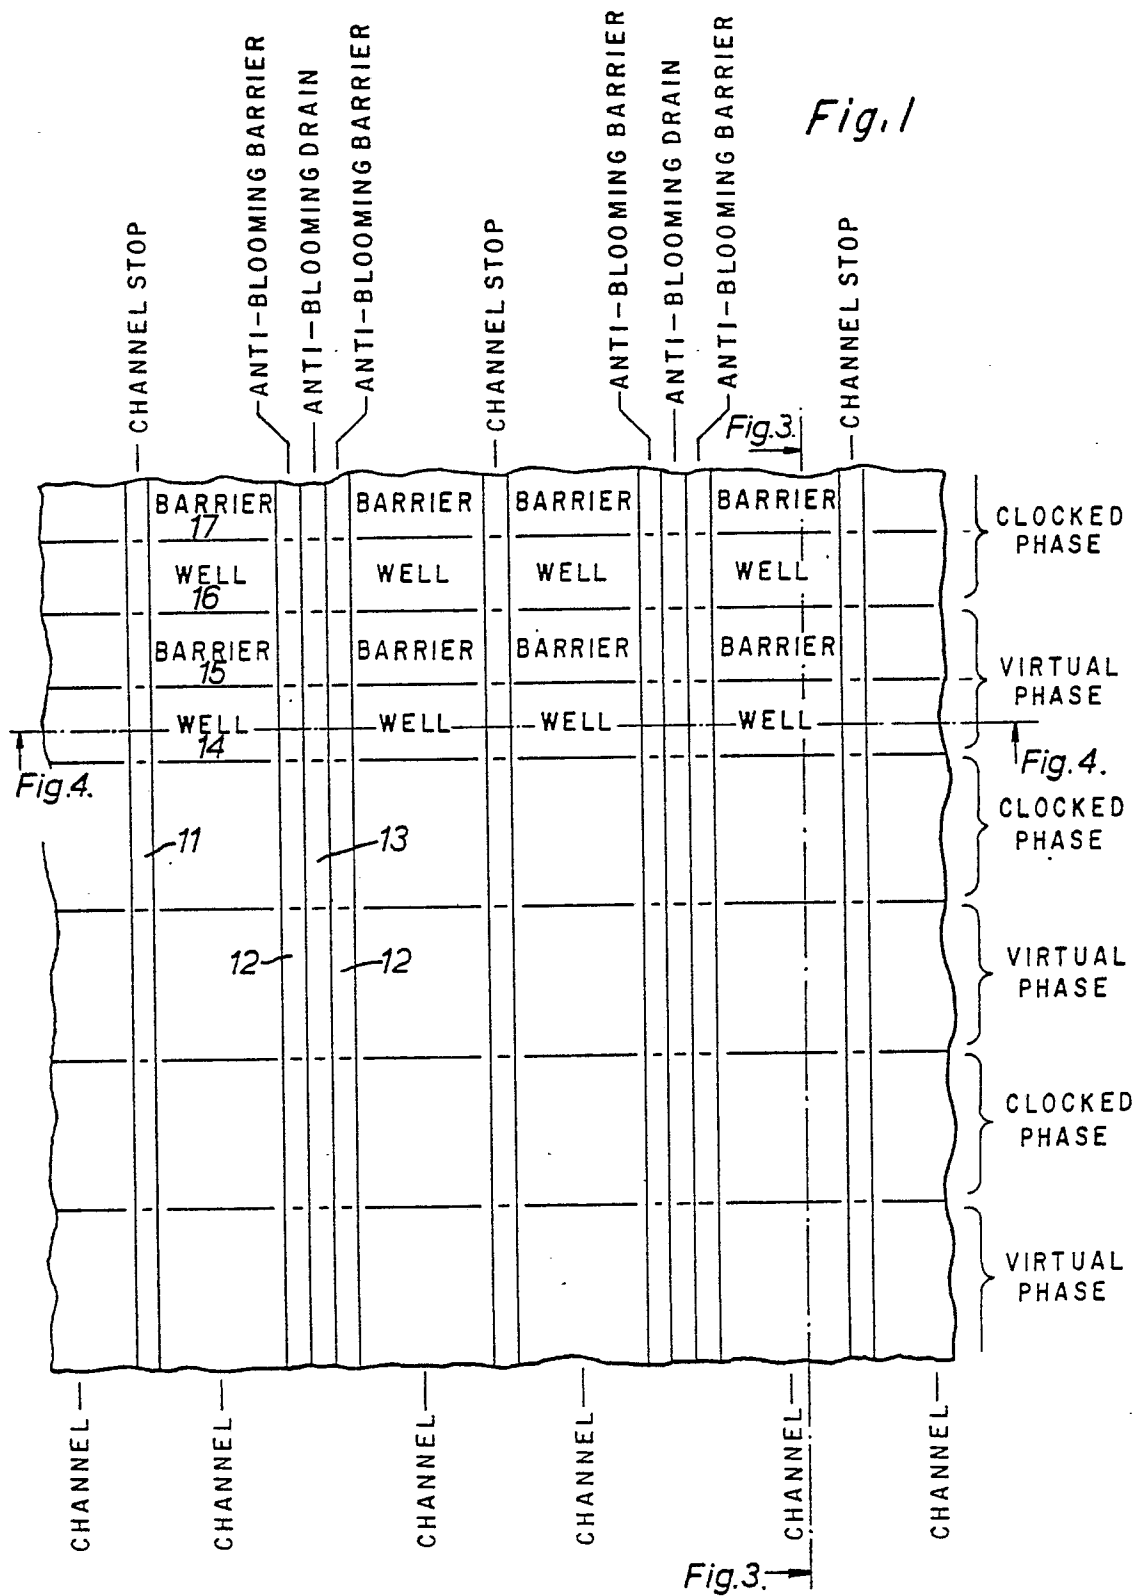 Fig.1
CHANNEL STOP
ANTI-BLOOMING BARRIER
ANTI-BLOOMING DRAIN
ANTI-BLOOMING BARRIER
CHANNEL STOP
ANTI-BLOOMING BARRIER
ANTI-BLOOMING DRAIN
ANTI-BLOOMING BARRIER
CHANNEL STOP
Fig.3.
BARRIER BARRIER BARRIER BARRIER
17
CLOCKED
PHASE
WELL WELL WELL WELL
16
BARRIER BARRIER BARRIER BARRIER
15
VIRTUAL
PHASE
WELL WELL WELL WELL
14
Fig.4. Fig.4.
CLOCKED
PHASE
11 13
12 12
VIRTUAL
PHASE
CLOCKED
PHASE
VIRTUAL
PHASE
CHANNEL
CHANNEL
CHANNEL
CHANNEL
CHANNEL
CHANNEL
Fig.3.